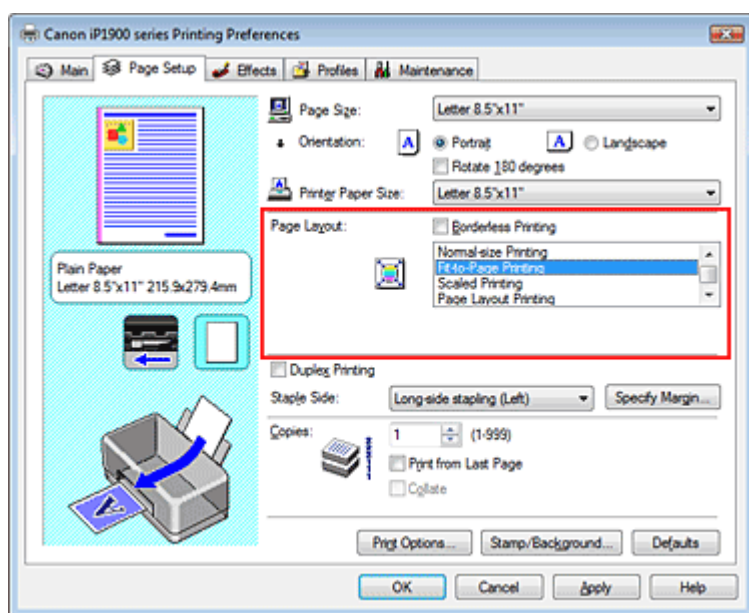 Canon iP1900 series Printing Preferences
Main Page Setup Effects Profiles Maintenance
Page Size: Letter 8.5"x11"
Orientation: A Portrait A Landscape
Rotate 180 degrees
Printer Paper Size: Letter 8.5"x11"
Page Layout: Borderless Printing
Normal-size Printing
Fit-to-Page Printing
Scaled Printing
Page Layout Printing
Plain Paper
Letter 8.5"x11" 215.9x279.4mm
Duplex Printing
Staple Side: Long-side stapling (Left) Specify Margin...
Copies: 1 (1-999)
Print from Last Page
Collate
Print Options... Stamp/Background... Defaults
OK Cancel Apply Help